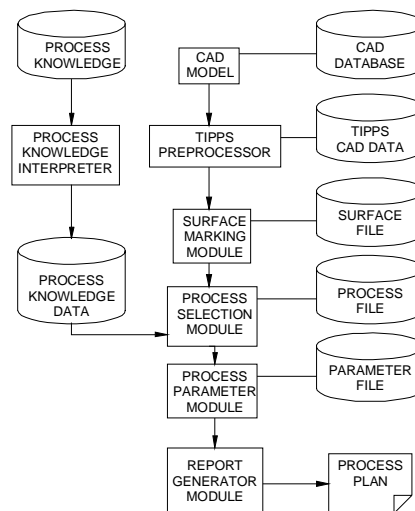 PROCESS
KNOWLEDGE
CAD
MODEL
CAD
DATABASE
PROCESS
KNOWLEDGE
INTERPRETER
TIPPS
PREPROCESSOR
TIPPS
CAD DATA
SURFACE
MARKING
MODULE
SURFACE
FILE
PROCESS
KNOWLEDGE
DATA
PROCESS
SELECTION
MODULE
PROCESS
FILE
PROCESS
PARAMETER
MODULE
PARAMETER
FILE
REPORT
GENERATOR
MODULE
PROCESS
PLAN